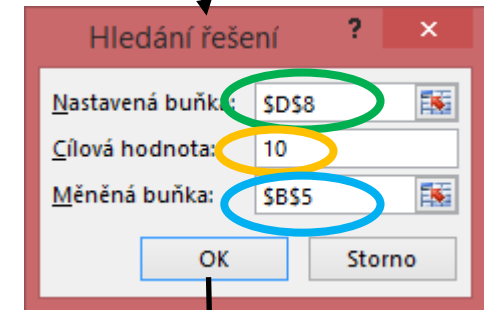 Hledání řešení ? ×
Nastavená buňka: $D$8
Cílová hodnota: 10
Měněná buňka: $B$5
OK Storno